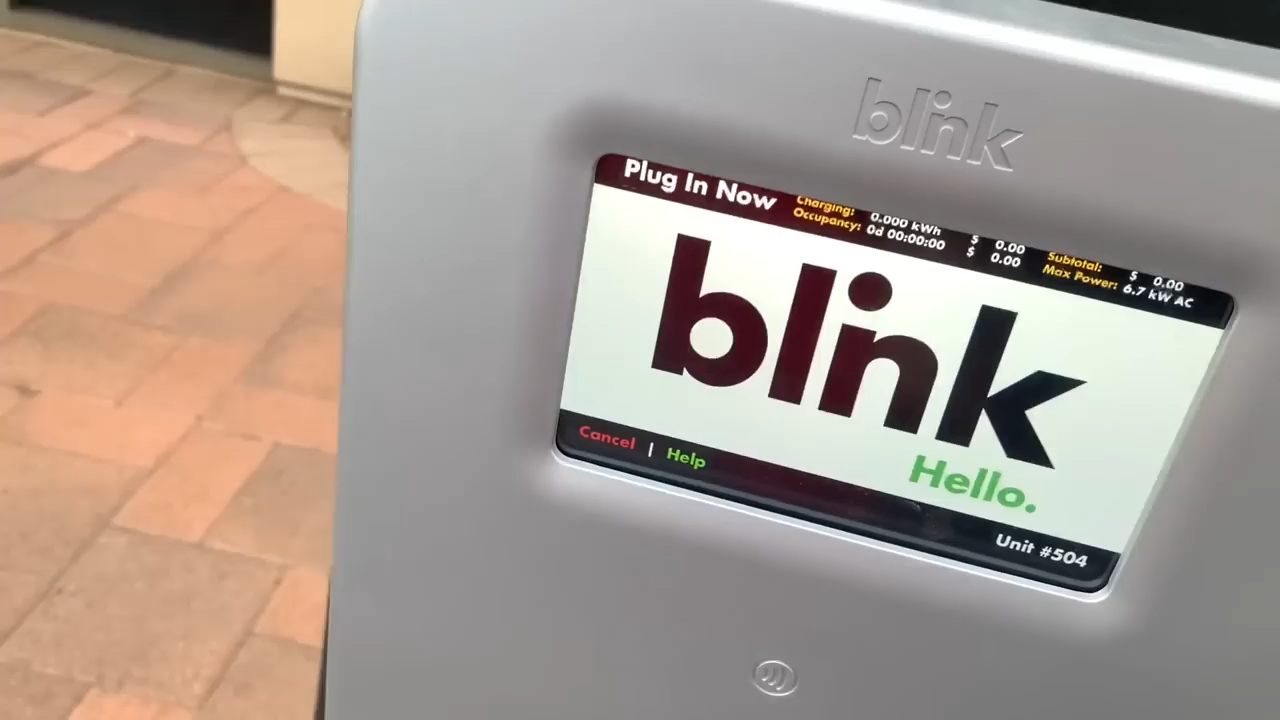 blink
Plug In Now
Charging: 0.000 kWh $ 0.00 Subtotal: $ 0.00
Occupancy: 0d 00:00:00 $ 0.00 Max Power: 6.7 kW AC
blink
Hello.
Cancel | Help
Unit #504